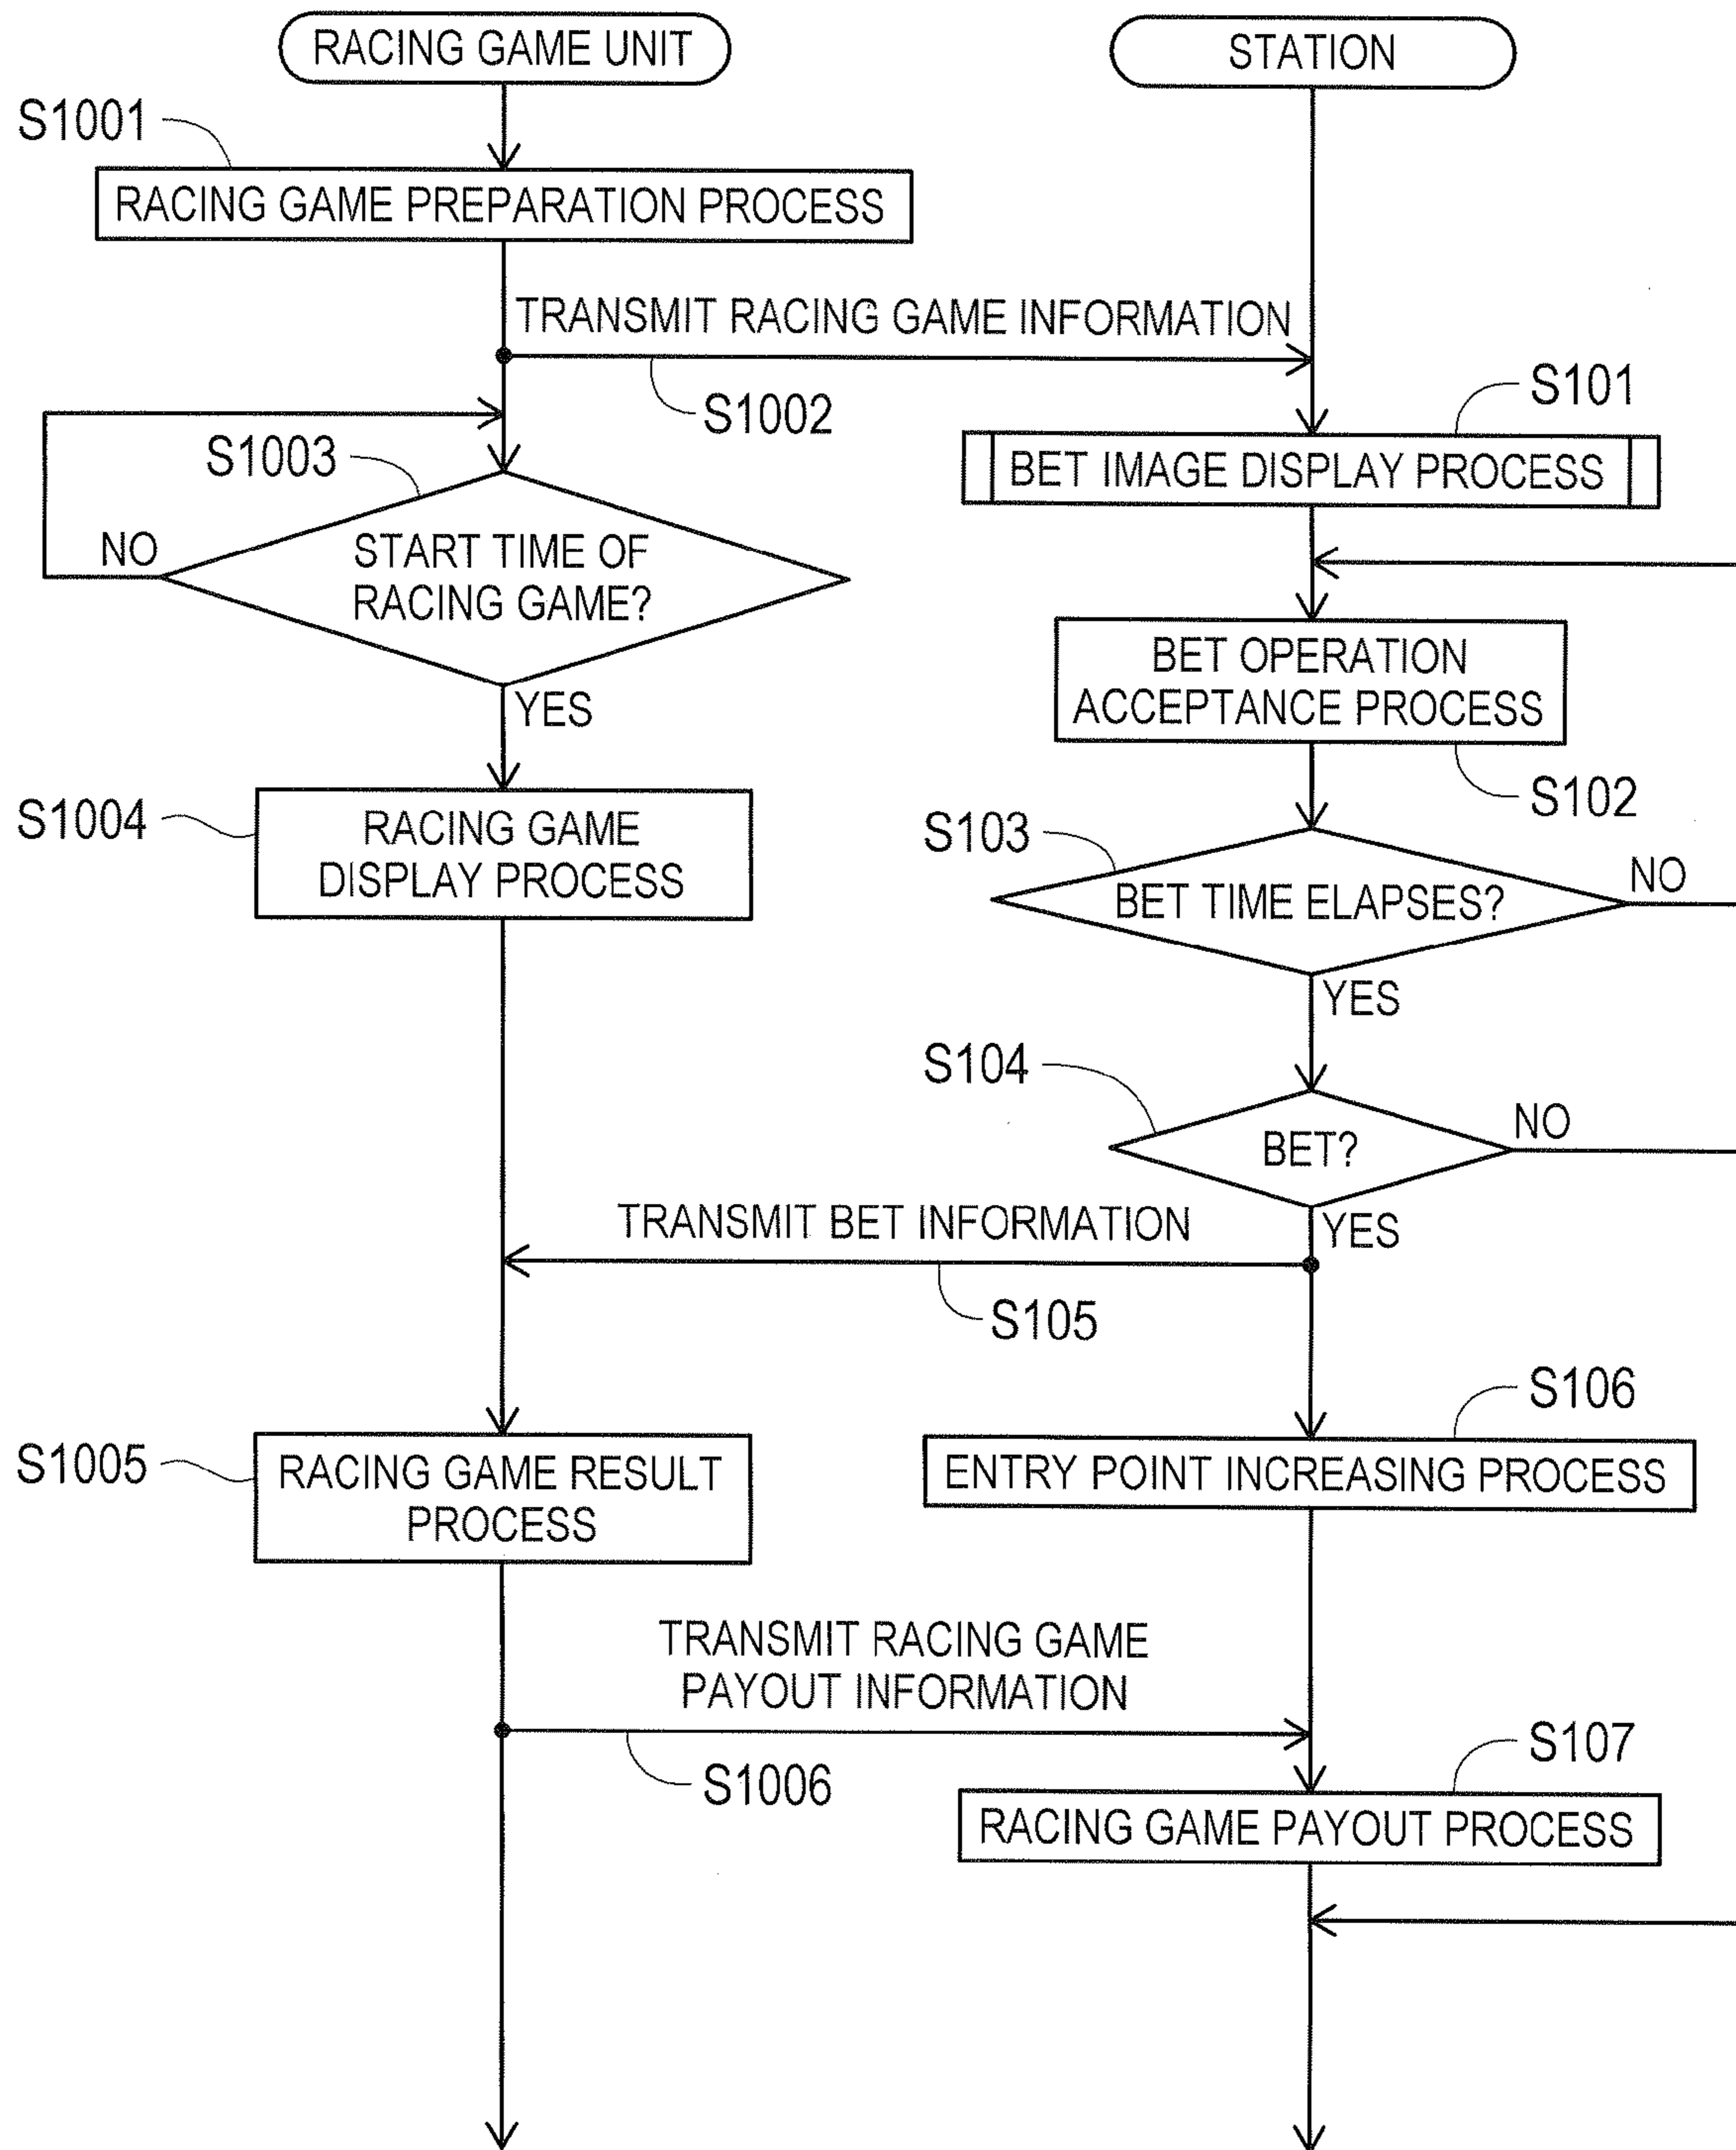 RACING GAME UNIT
STATION
S1001
RACING GAME PREPARATION PROCESS
TRANSMIT RACING GAME INFORMATION
S1002
S101
BET IMAGE DISPLAY PROCESS
S1003
NO
START TIME OF
RACING GAME?
YES
BET OPERATION
ACCEPTANCE PROCESS
S102
S1004
RACING GAME
DISPLAY PROCESS
S103
BET TIME ELAPSES?
NO
YES
S104
BET?
NO
YES
TRANSMIT BET INFORMATION
S105
S106
ENTRY POINT INCREASING PROCESS
S1005
RACING GAME RESULT
PROCESS
TRANSMIT RACING GAME
PAYOUT INFORMATION
S1006
S107
RACING GAME PAYOUT PROCESS